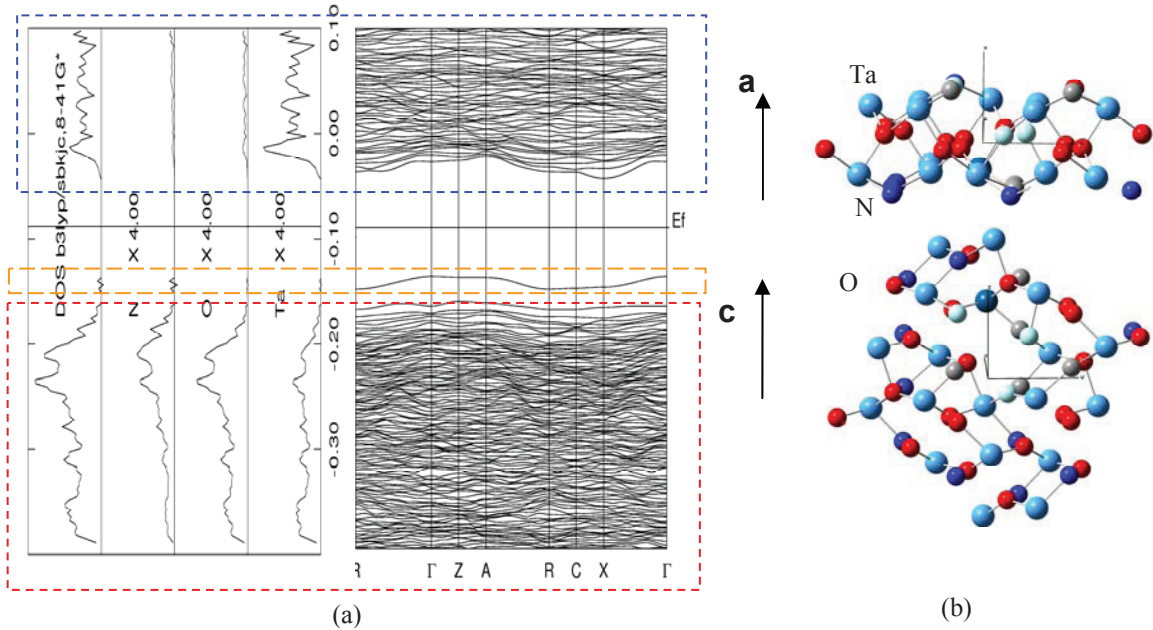 DOS b3lyp/sbkjc.8-41G*
N X 4.00
O X 4.00
Ta X 4.00
0.10
0.00
-0.10
-0.20
-0.30
Ef
R Γ Z A R C X Γ
(a)
a
Ta
N
O
c
(b)